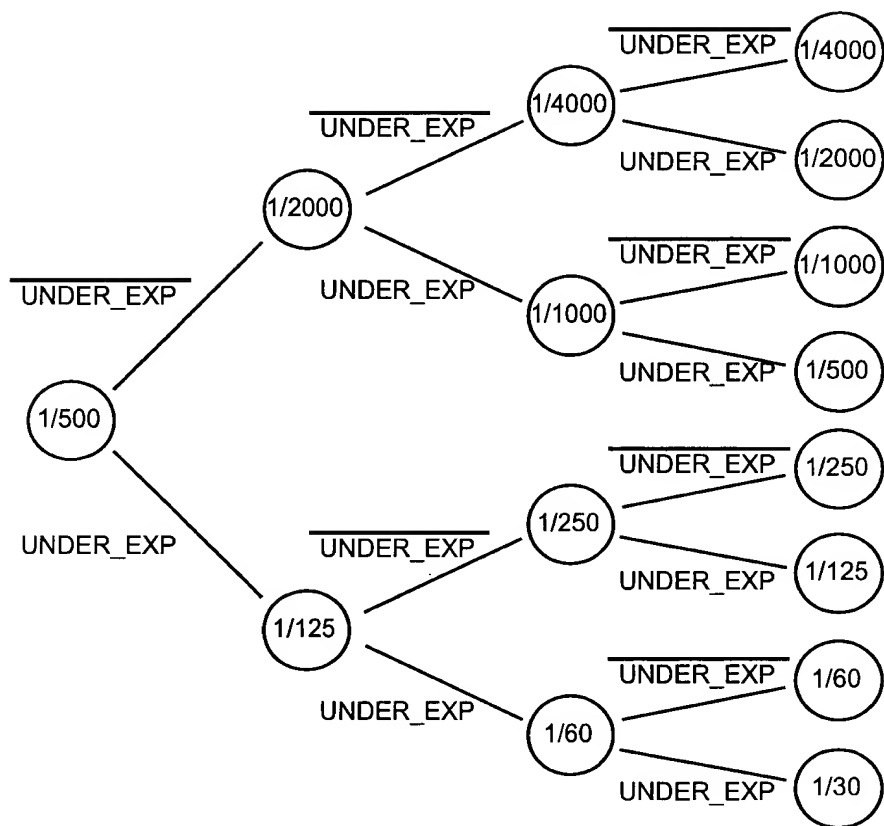 UNDER_EXP
1/4000
1/4000
UNDER_EXP
UNDER_EXP
1/2000
1/2000
UNDER_EXP
1/1000
UNDER_EXP
UNDER_EXP
1/1000
UNDER_EXP
1/500
1/500
UNDER_EXP
1/250
UNDER_EXP
1/250
UNDER_EXP
UNDER_EXP
1/125
1/125
UNDER_EXP
1/60
UNDER_EXP
1/60
UNDER_EXP
1/30